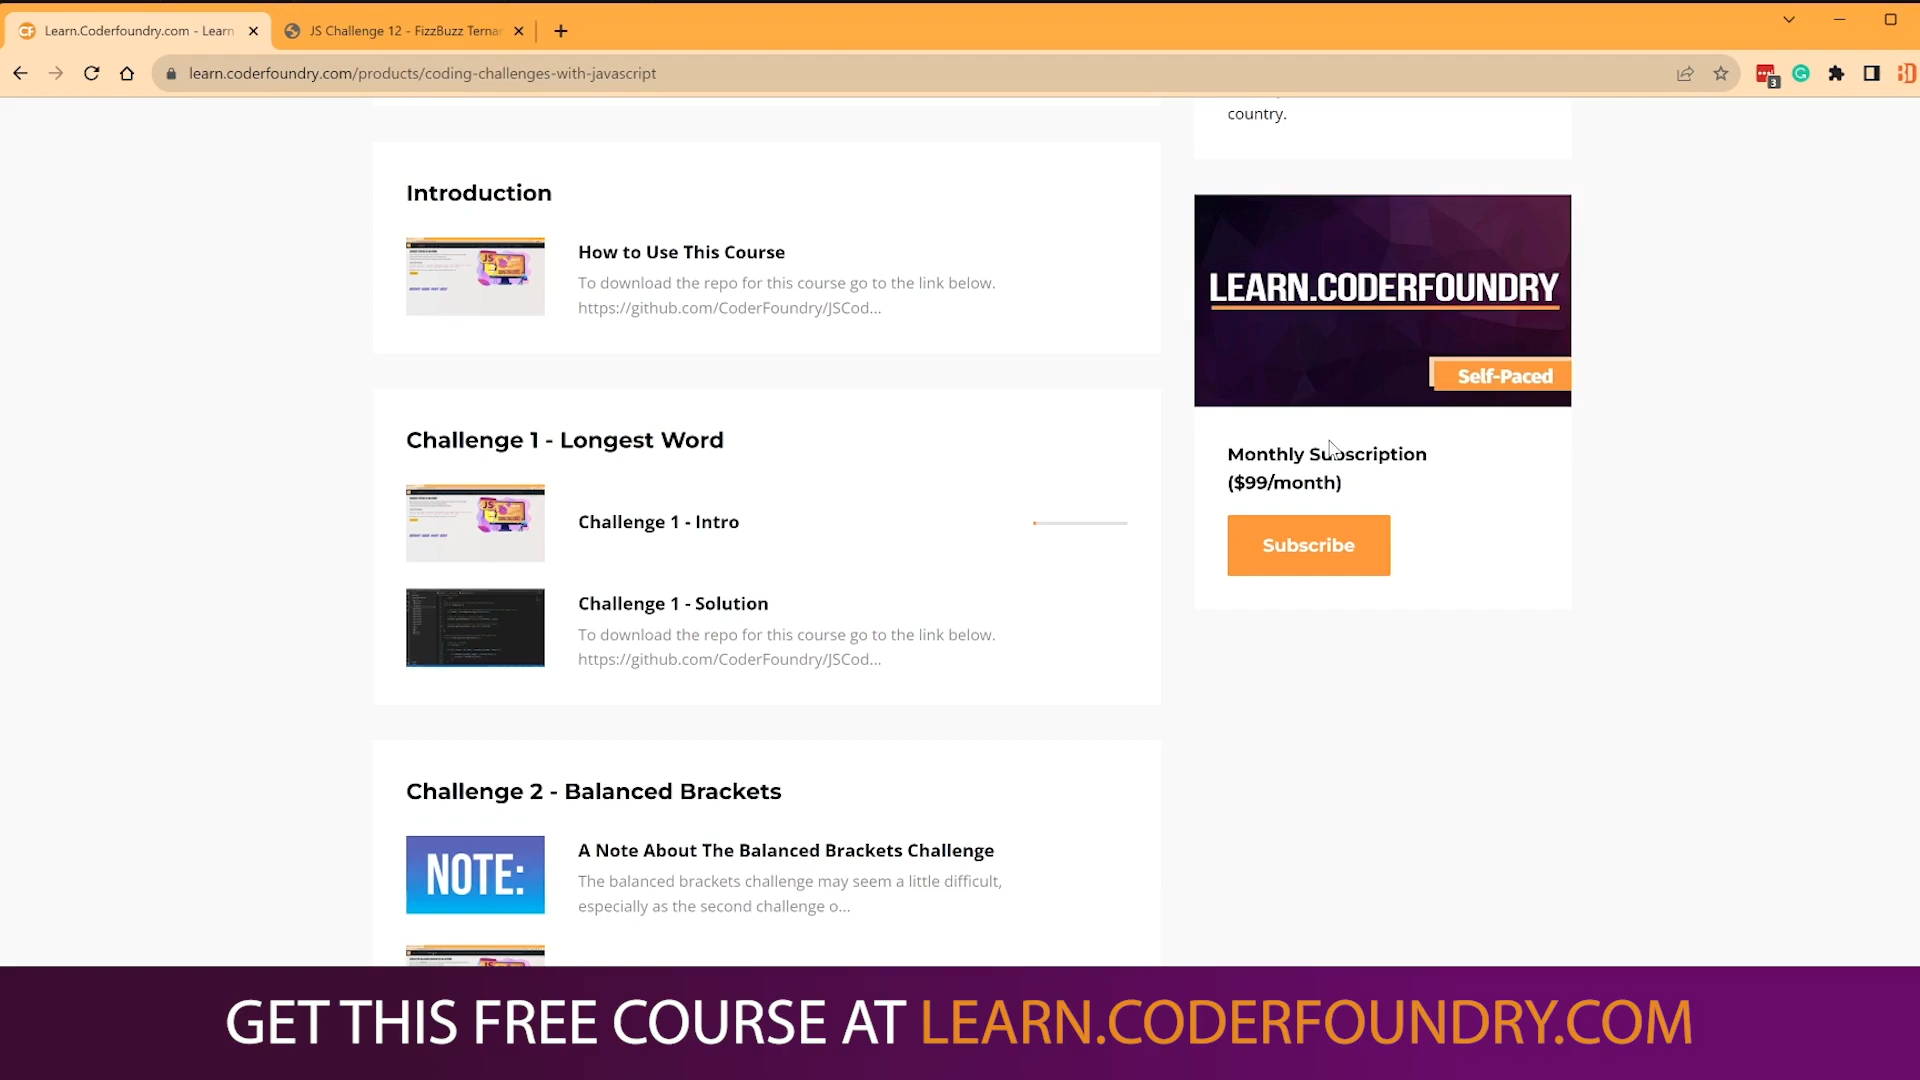 Learn.Coderfoundry.com - Learn
JS Challenge 12 - FizzBuzz Terna
learn.coderfoundry.com/products/coding-challenges-with-javascript
3
country.
Introduction
How to Use This Course
To download the repo for this course go to the link below.
https://github.com/CoderFoundry/JSCod...
LEARN.CODERFOUNDRY
Self-Paced
Challenge 1 - Longest Word
Challenge 1 - Intro
Challenge 1 - Solution
To download the repo for this course go to the link below.
https://github.com/CoderFoundry/JSCod...
Monthly Subscription
($99/month)
Subscribe
Challenge 2 - Balanced Brackets
NOTE:
A Note About The Balanced Brackets Challenge
The balanced brackets challenge may seem a little difficult,
especially as the second challenge o...
GET THIS FREE COURSE AT LEARN.CODERFOUNDRY.COM